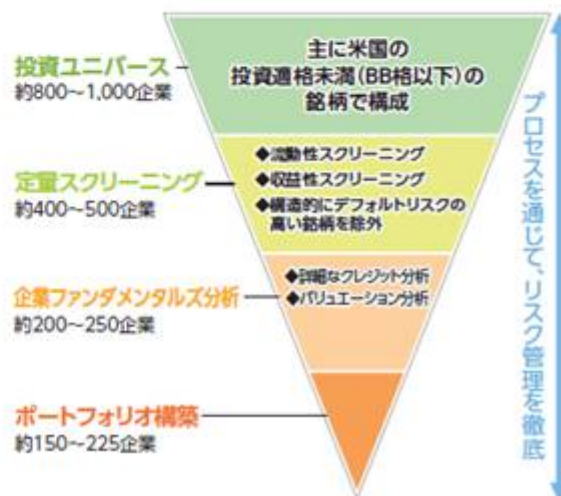 主に米国の
投資適格未満(BB格以下)の
銘柄で構成
投資ユニバース
約800〜1,000企業
◆流動性スクリーニング
◆収益性スクリーニング
◆構造的にデフォルトリスクの
高い銘柄を除外
定量スクリーニング
約400〜500企業
◆詳細なクレジット分析
◆バリュエーション分析
企業ファンダメンタルズ分析
約200〜250企業
ポートフォリオ構築
約150〜225企業
プロセスを通じて、リスク管理を徹底